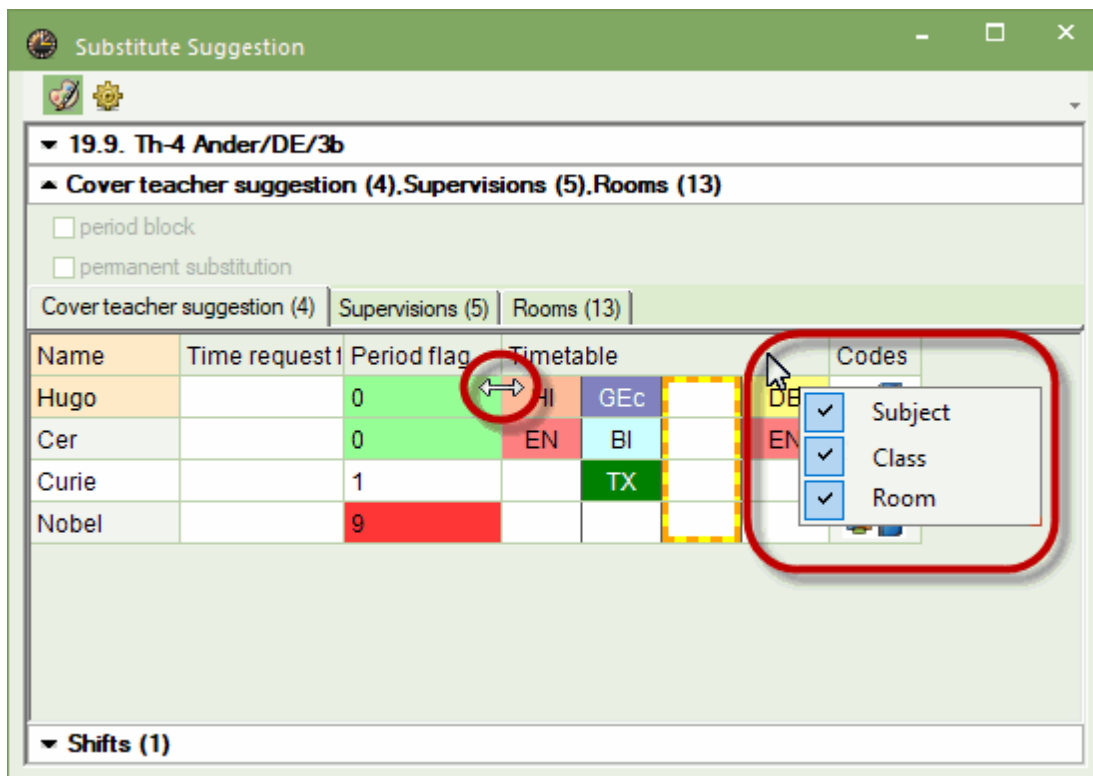 Substitute Suggestion
19.9. Th-4 Ander/DE/3b
Cover teacher suggestion (4),Supervisions (5),Rooms (13)
period block
permanent substitution
Cover teacher suggestion (4) Supervisions (5) Rooms (13)
Name Time request Period flag Timetable Codes
Hugo 0 HI GEc
Subject
Cer 0 EN BI EN
Class
Curie 1 TX
Room
Nobel 9
Shifts (1)